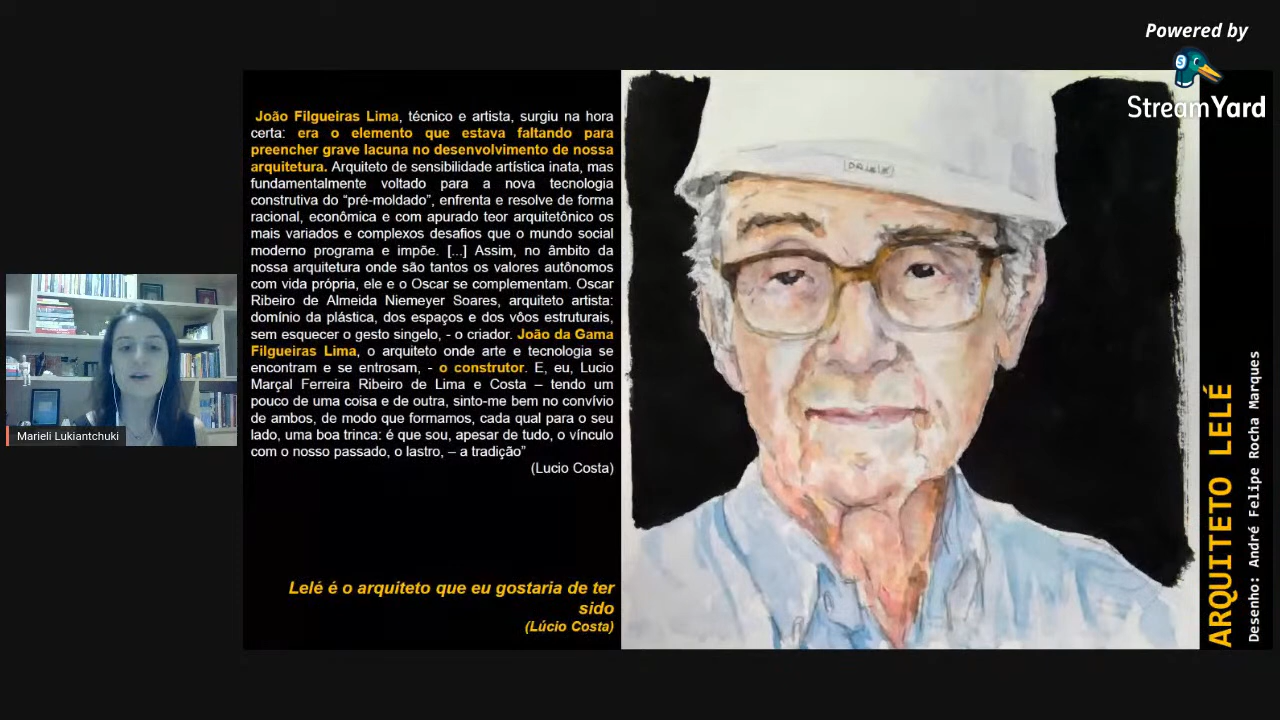 Powered by
StreamYard
João Filgueiras Lima, técnico e artista, surgiu na hora
certa: era o elemento que estava faltando para
preencher grave lacuna no desenvolvimento de nossa
arquitetura. Arquiteto de sensibilidade artística inata, mas
fundamentalmente voltado para a nova tecnologia
construtiva do “pré-moldado”, enfrenta e resolve de forma
racional, econômica e com apurado teor arquitetônico os
mais variados e complexos desafios que o mundo social
moderno programa e impõe. [...] Assim, no âmbito da
nossa arquitetura onde são tantos os valores autônomos
com vida própria, ele e o Oscar se complementam. Oscar
Ribeiro de Almeida Niemeyer Soares, arquiteto artista:
domínio da plástica, dos espaços e dos vôos estruturais,
sem esquecer o gesto singelo, - o criador. João da Gama
Filgueiras Lima, o arquiteto onde arte e tecnologia se
encontram e se entrosam, - o construtor. E, eu, Lucio
Marçal Ferreira Ribeiro de Lima e Costa – tendo um
pouco de uma coisa e de outra, sinto-me bem no convívio
de ambos, de modo que formamos, cada qual para o seu
lado, uma boa trinca: é que sou, apesar de tudo, o vínculo
com o nosso passado, o lastro, – a tradição”
(Lucio Costa)
Lelé é o arquiteto que eu gostaria de ter
sido
(Lúcio Costa)
ARQUITETO LELÉ
Desenho: André Felipe Rocha Marques
Marieli Lukiantchuki